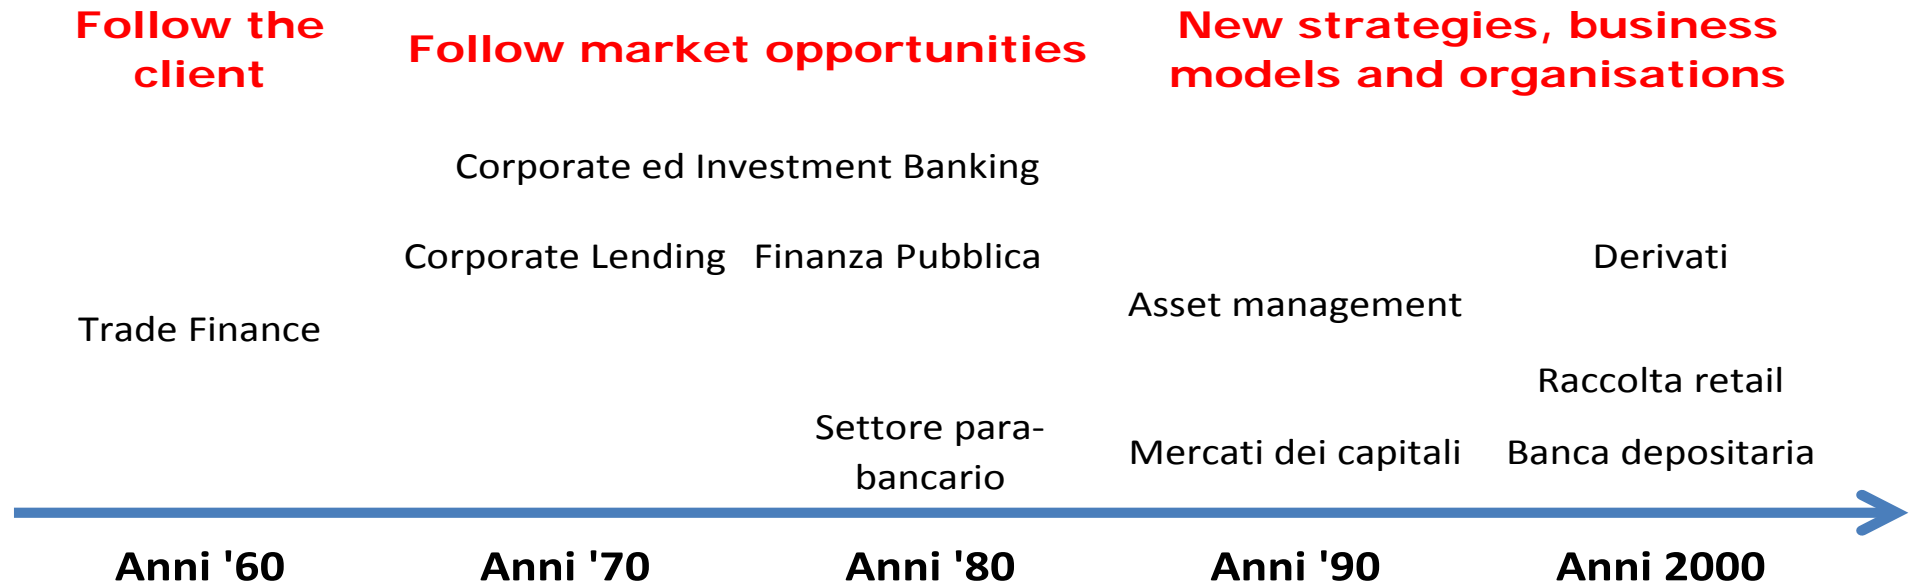 Follow the
client
Follow market opportunities
New strategies, business
models and organisations
Corporate ed Investment Banking
Corporate Lending
Finanza Pubblica
Derivati
Asset management
Trade Finance
Raccolta retail
Settore para-
bancario
Mercati dei capitali
Banca depositaria
Anni '60
Anni '70
Anni '80
Anni '90
Anni 2000